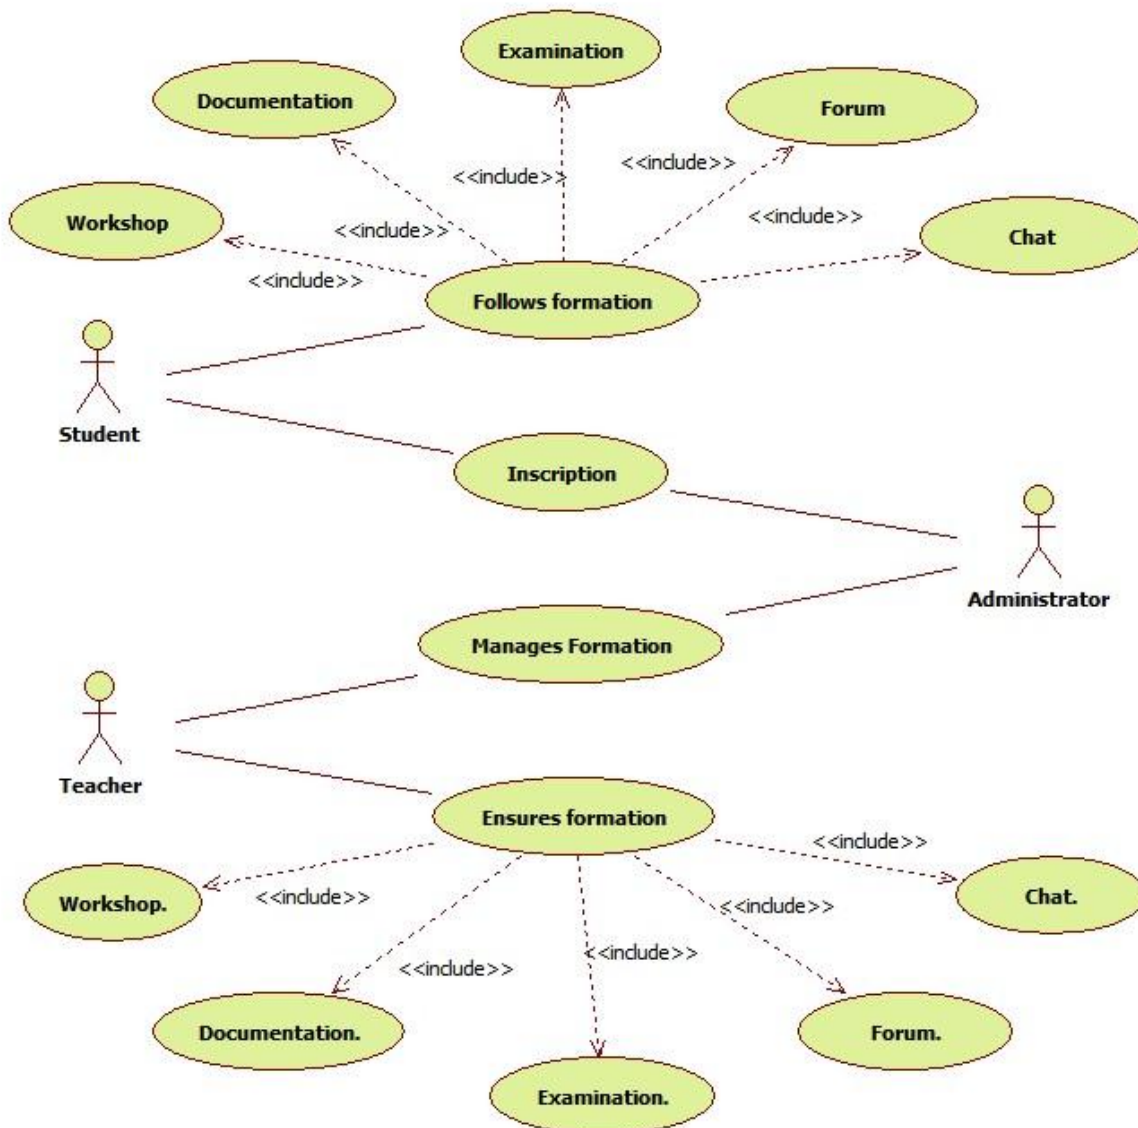 Examination
Documentation
Forum
<<include>>
<<include>>
Workshop
<<include>>
<<include>>
Chat
<<include>>
Follows formation
Student
Inscription
Administrator
Manages Formation
Teacher
Ensures formation
<<include>>
Workshop.
<<include>>
Chat.
<<include>>
<<include>>
<<include>>
Documentation.
Forum.
Examination.